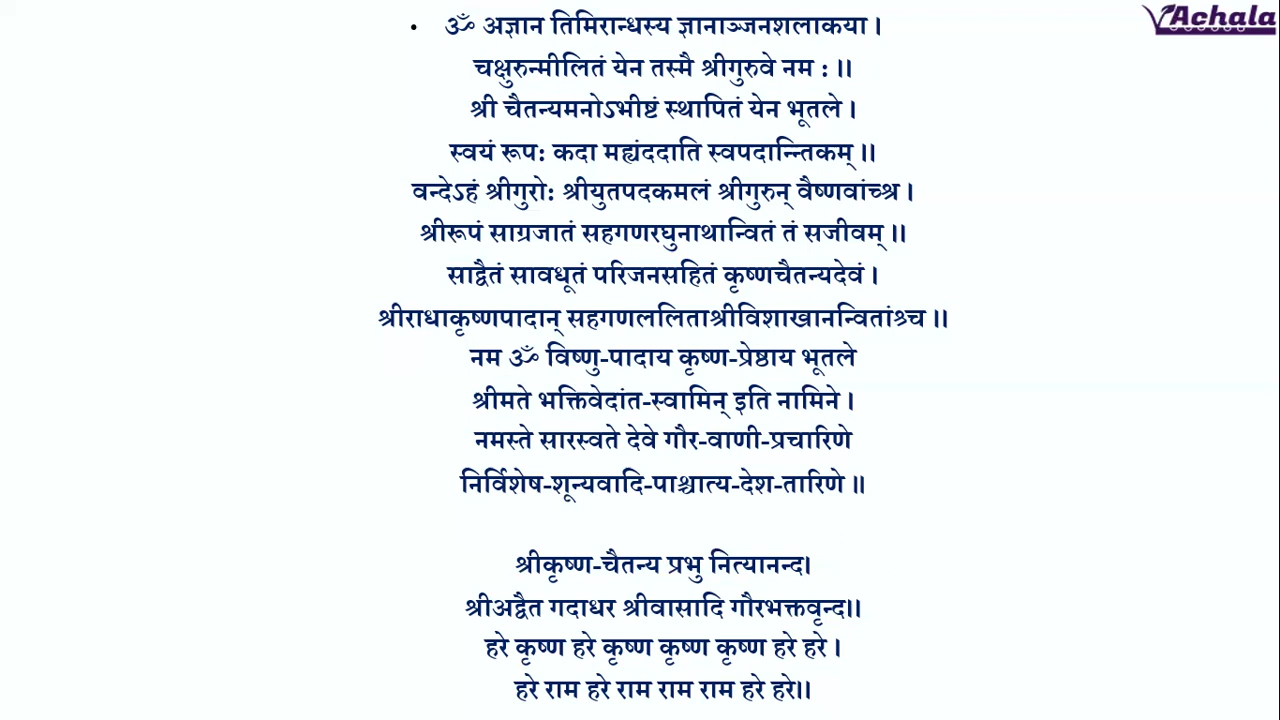 Achala
• ॐ अज्ञान तिमिरान्धस्य ज्ञानाञ्जनशलाकया ।
चक्षुरुन्मीलितं येन तस्मै श्रीगुरुवे नम : ।।
श्री चैतन्यमनोऽभीष्टं स्थापितं येन भूतले ।
स्वयं रूपः कदा मह्यंददाति स्वपदान्न्तिकम् ।।
वन्देऽहं श्रीगुरोः श्रीयुतपदकमलं श्रीगुरुन् वैष्णवांच्श्र ।
श्रीरूपं साग्रजातं सहगणरघुनाथान्वितं तं सजीवम् ।।
साद्वैतं सावधूतं परिजनसहितं कृष्णचैतन्यदेवं ।
श्रीराधाकृष्णपादान् सहगणललिताश्रीविशाखानन्वितांश्र्च ।।
नम ॐ विष्णु-पादाय कृष्ण-प्रेष्ठाय भूतले
श्रीमते भक्तिवेदांत-स्वामिन् इति नामिने ।
नमस्ते सारस्वते देवे गौर-वाणी-प्रचारिणे
निर्विशेष-शून्यवादि-पाश्चात्य-देश-तारिणे ॥
श्रीकृष्ण-चैतन्य प्रभु नित्यानन्द।
श्रीअद्वैत गदाधर श्रीवासादि गौरभक्तवृन्द।।
हरे कृष्ण हरे कृष्ण कृष्ण कृष्ण हरे हरे ।
हरे राम हरे राम राम राम हरे हरे।।